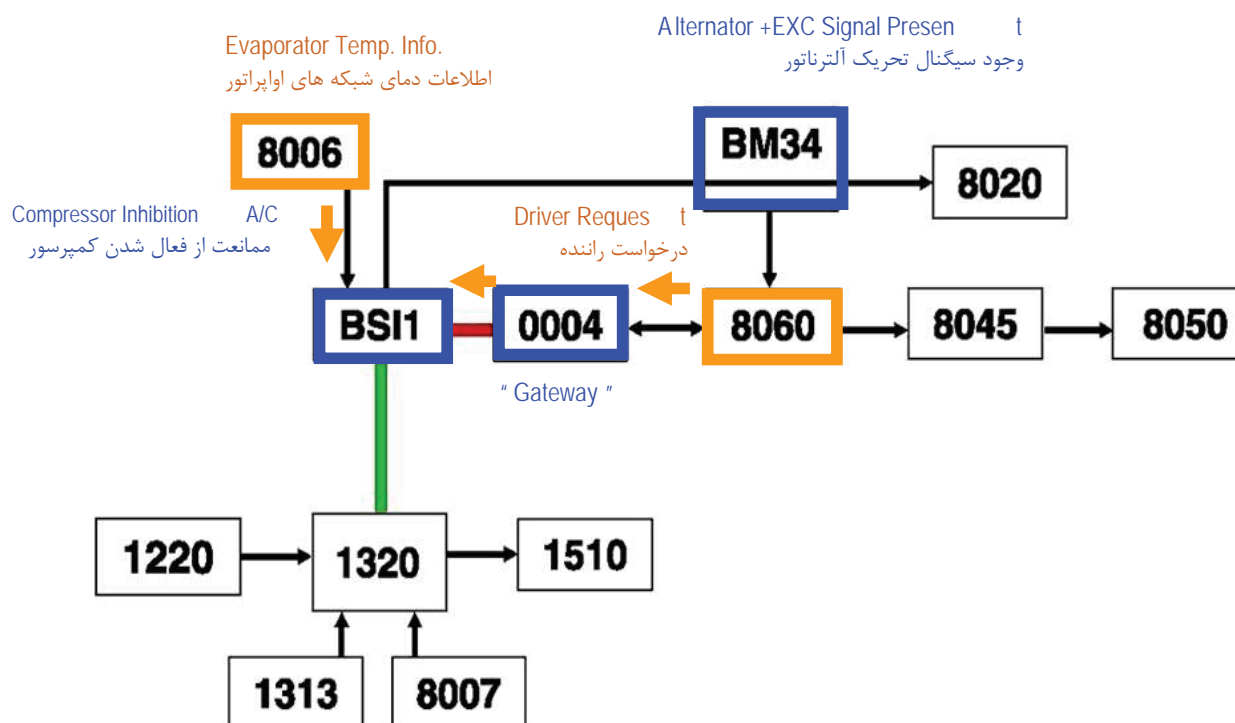 Alternator +EXC Signal Presen t
وجود سیگنال تحریک آلترناتور
Evaporator Temp. Info.
اطلاعات دمای شبکه های اواپراتور
8006
BM34
8020
Compressor Inhibition A/C
ممانعت از فعال شدن کمپرسور
Driver Reques t
درخواست راننده
BSI1
0004
8060
8045
8050
“ Gateway ”
1220
1320
1510
1313
8007